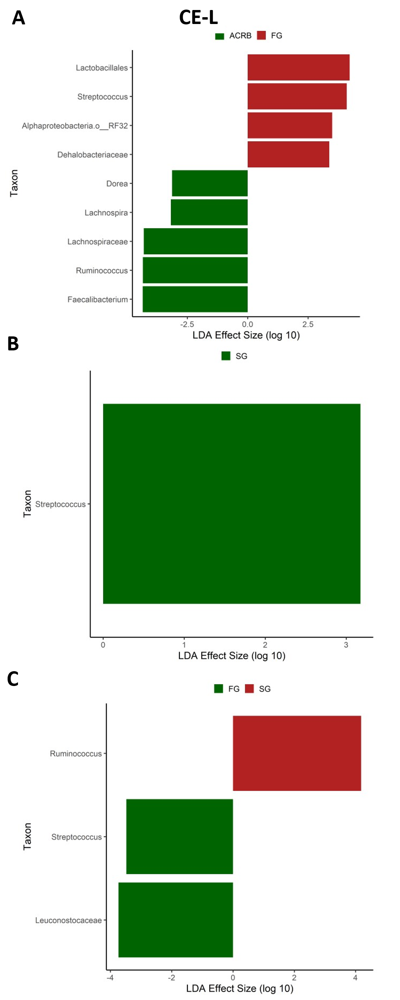 A
CE-L
ACRB FG
Lactobacillales
Streptococcus
Alphaproteobacteria.o__RF32
Dehalobacteriaceae
Dorea
Lachnospira
Lachnospiraceae
Ruminococcus
Faecalibacterium
Taxon
-2.5 0.0 2.5
LDA Effect Size (log 10)
B
SG
Taxon
Streptococcus
0 1 2 3
LDA Effect Size (log 10)
C
FG SG
Ruminococcus
Streptococcus
Leuconostocaceae
Taxon
-4 -2 0 2 4
LDA Effect Size (log 10)